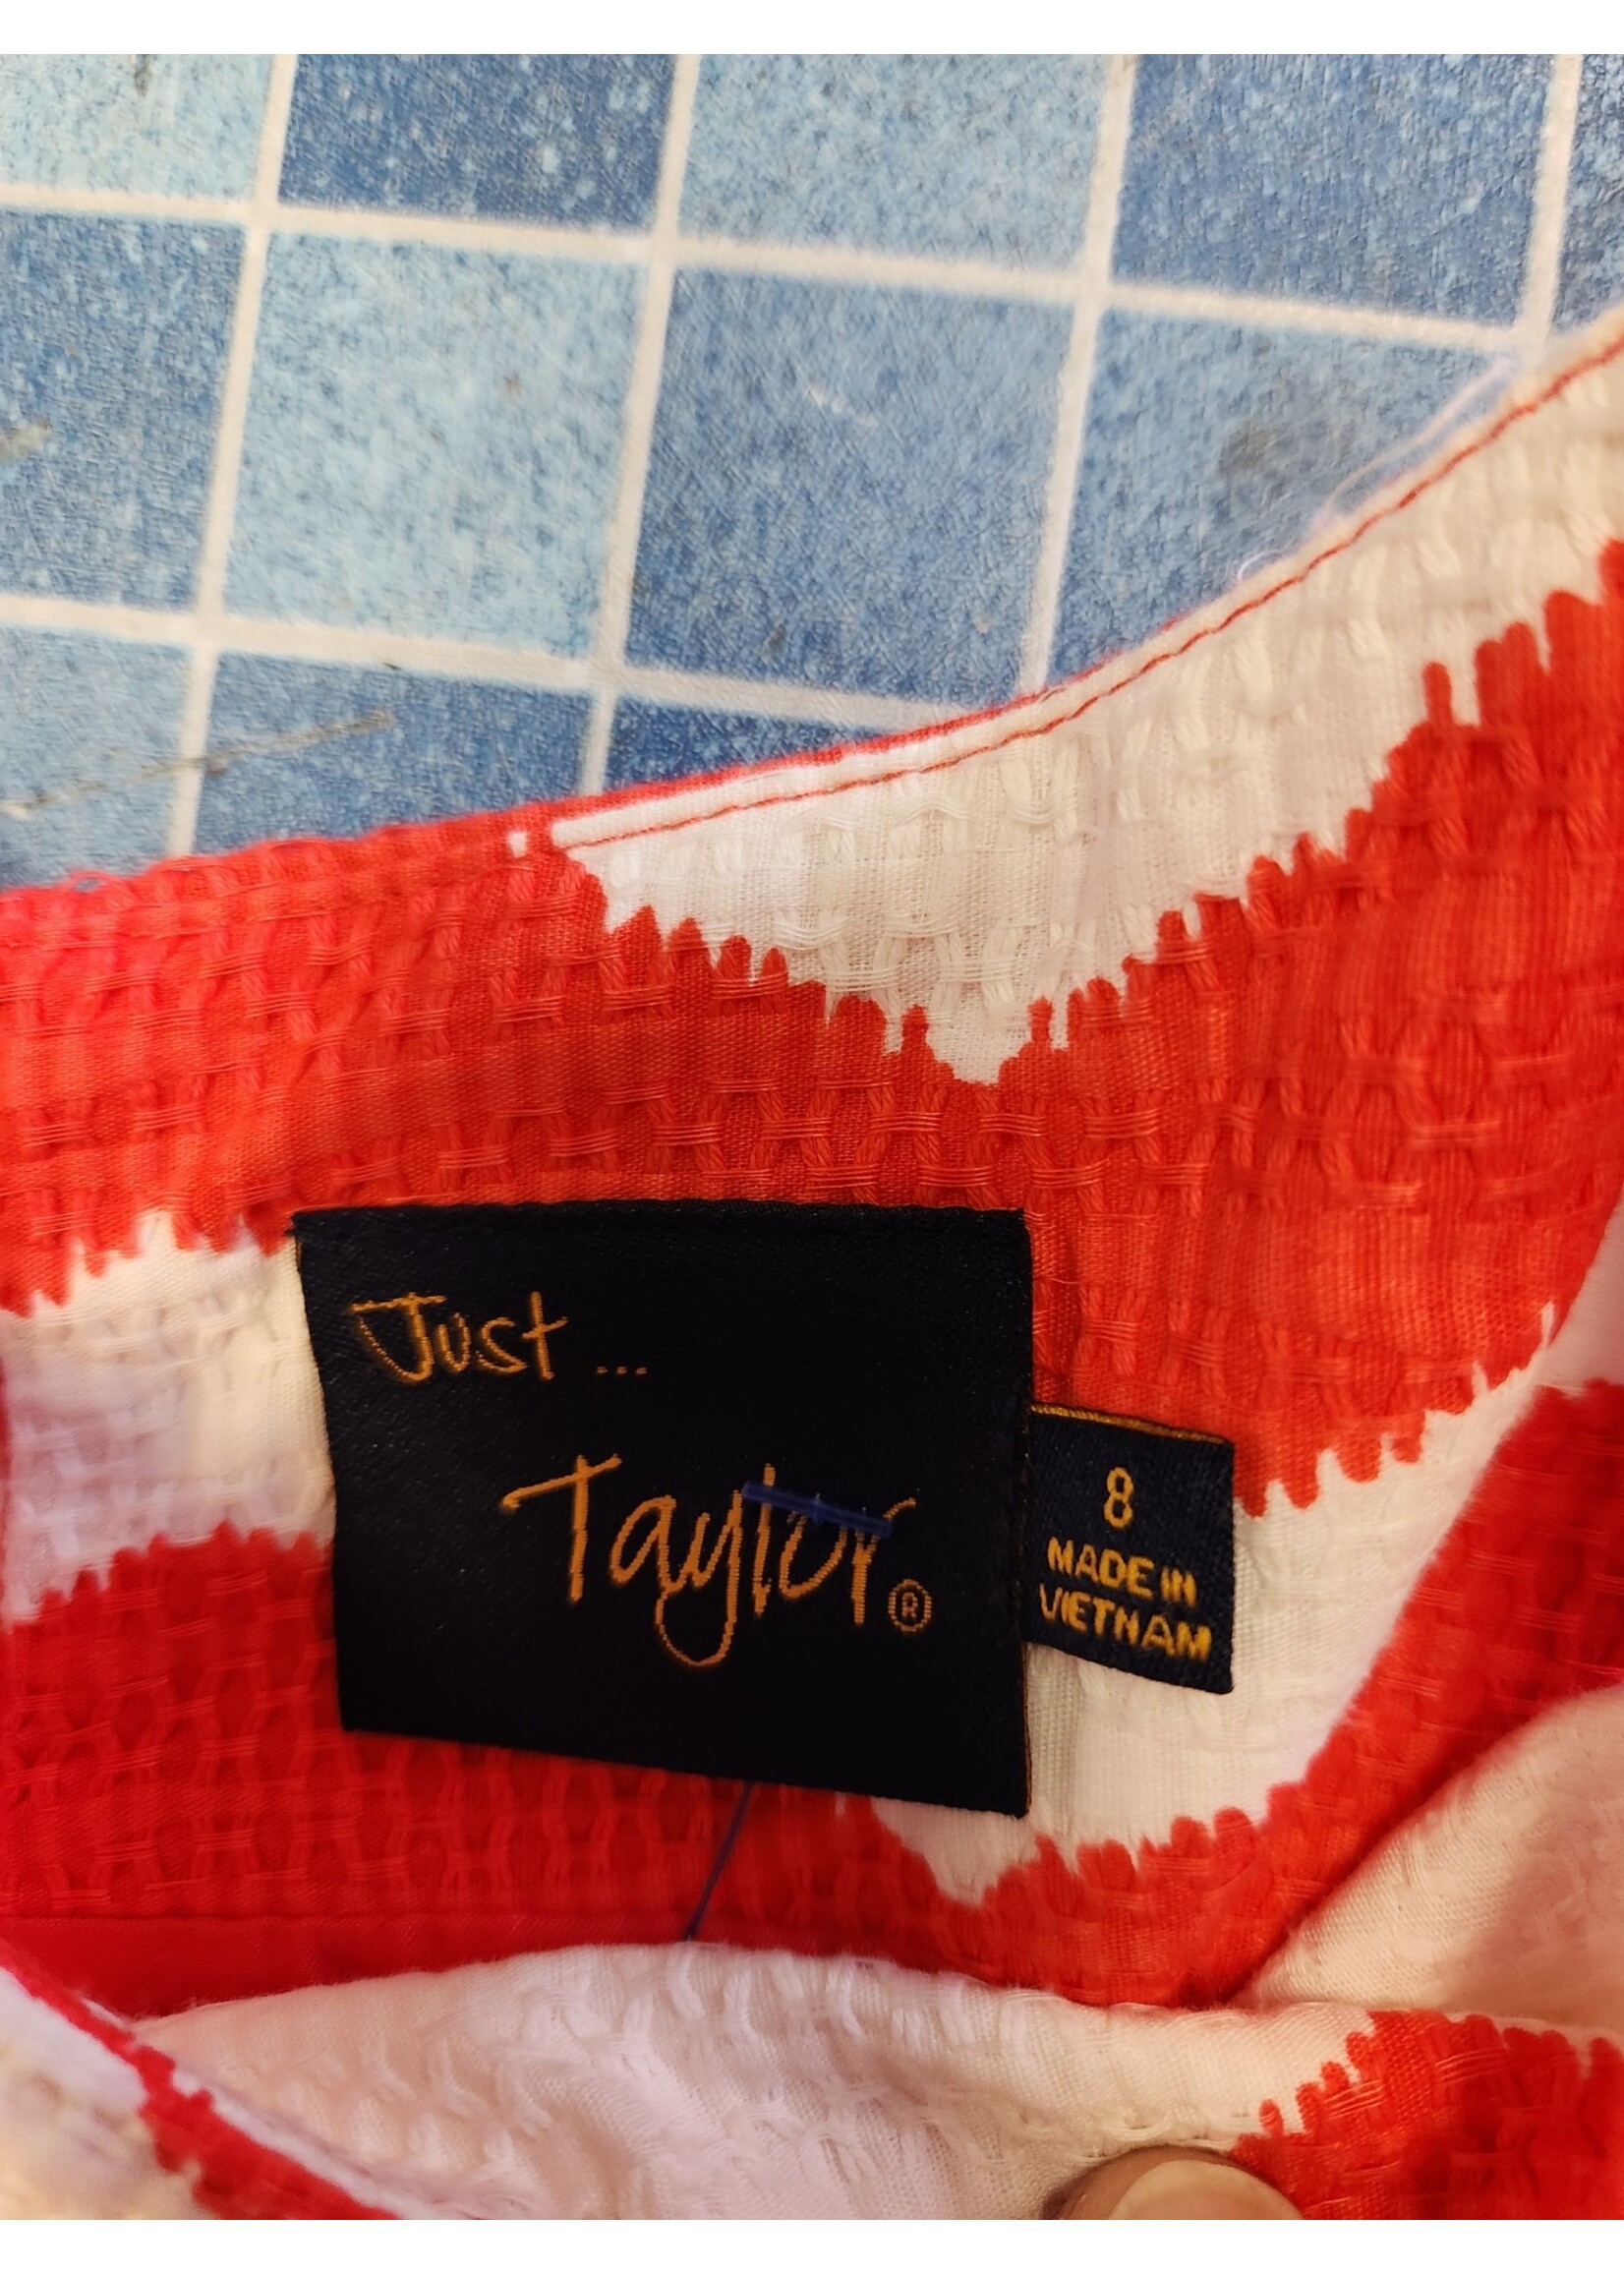 Just ...
Taylor®
8
MADE IN
VIETNAM